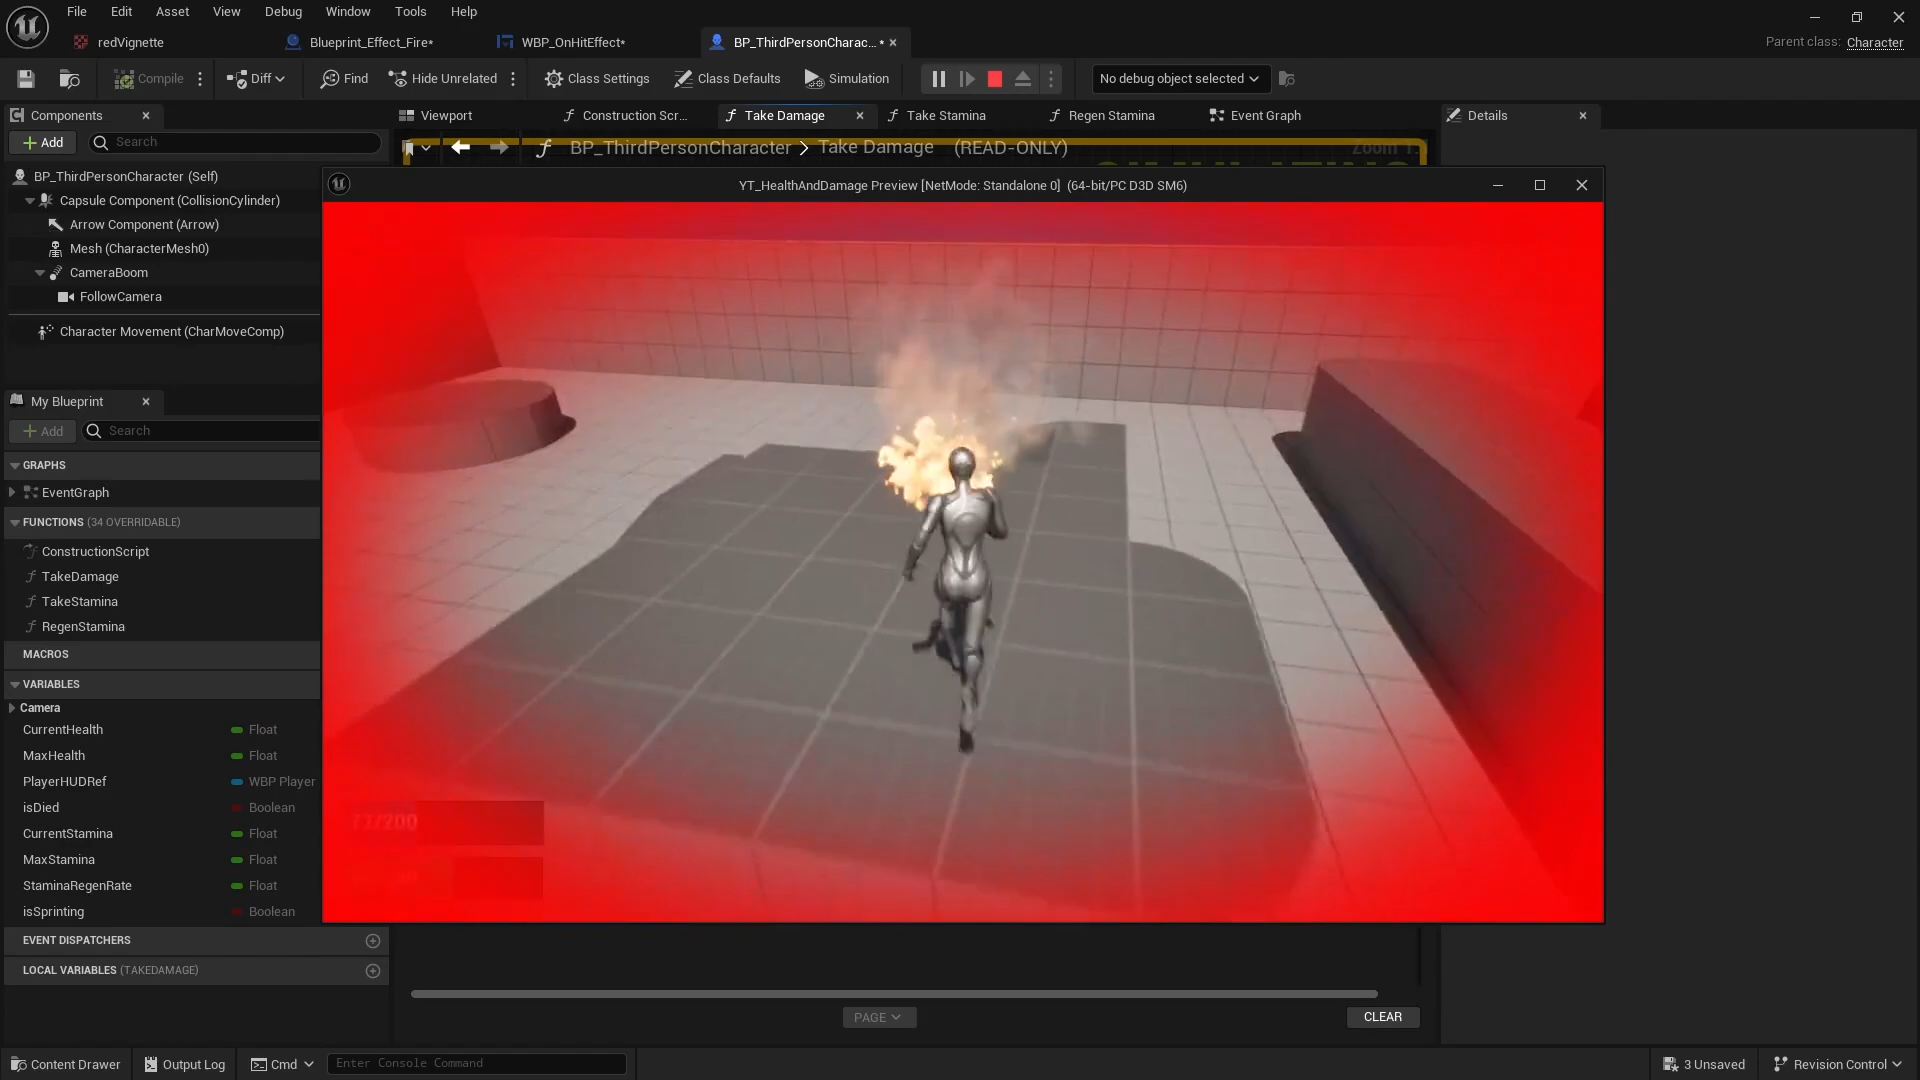 File Edit Asset View Debug Window Tools Help
redVignette Blueprint_Effect_Fire* WBP_OnHitEffect* BP_ThirdPersonCharac...*
Parent class: Character
Compile Diff Find Hide Unrelated Class Settings Class Defaults Simulation No debug object selected
Components
Viewport Construction Scr... Take Damage Take Stamina Regen Stamina Event Graph Details
Add Search
BP_ThirdPersonCharacter > Take Damage (READ-ONLY)
BP_ThirdPersonCharacter (Self)
YT_HealthAndDamage Preview [NetMode: Standalone 0] (64-bit/PC D3D SM6)
Capsule Component (CollisionCylinder)
Arrow Component (Arrow)
Mesh (CharacterMesh0)
CameraBoom
FollowCamera
Character Movement (CharMoveComp)
My Blueprint
Add Search
GRAPHS
EventGraph
FUNCTIONS (34 OVERRIDABLE)
ConstructionScript
TakeDamage
TakeStamina
RegenStamina
MACROS
VARIABLES
Camera
CurrentHealth Float
MaxHealth Float
PlayerHUDRef WBP Player
isDied Boolean
CurrentStamina Float
MaxStamina Float
StaminaRegenRate Float
isSprinting Boolean
EVENT DISPATCHERS
LOCAL VARIABLES (TAKEDAMAGE)
PAGE
CLEAR
Content Drawer Output Log Cmd Enter Console Command 3 Unsaved Revision Control